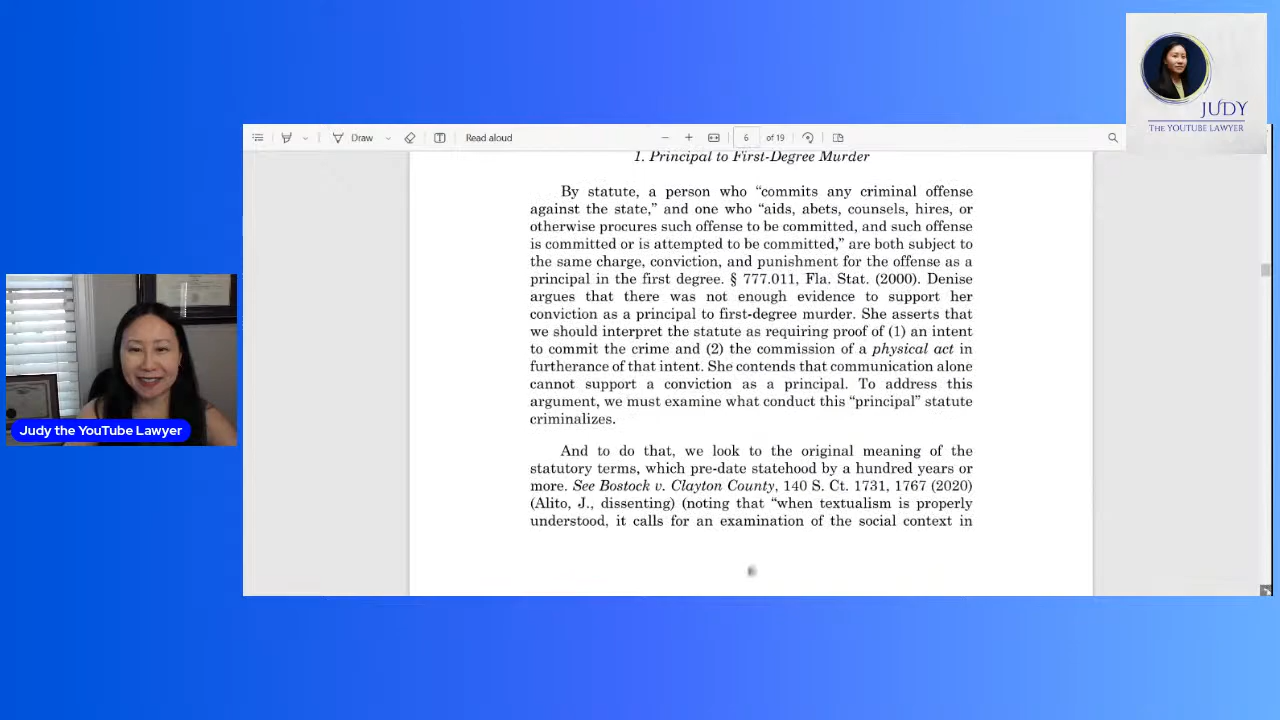 JUDY
THE YOUTUBE LAWYER
Draw
Read aloud
6 of 19
1. Principal to First-Degree Murder
By statute, a person who “commits any criminal offense
against the state,” and one who “aids, abets, counsels, hires, or
otherwise procures such offense to be committed, and such offense
is committed or is attempted to be committed,” are both subject to
the same charge, conviction, and punishment for the offense as a
principal in the first degree. § 777.011, Fla. Stat. (2000). Denise
argues that there was not enough evidence to support her
conviction as a principal to first-degree murder. She asserts that
we should interpret the statute as requiring proof of (1) an intent
to commit the crime and (2) the commission of a physical act in
furtherance of that intent. She contends that communication alone
cannot support a conviction as a principal. To address this
argument, we must examine what conduct this “principal” statute
criminalizes.
And to do that, we look to the original meaning of the
statutory terms, which pre-date statehood by a hundred years or
more. See Bostock v. Clayton County, 140 S. Ct. 1731, 1767 (2020)
(Alito, J., dissenting) (noting that “when textualism is properly
understood, it calls for an examination of the social context in
Judy the YouTube Lawyer